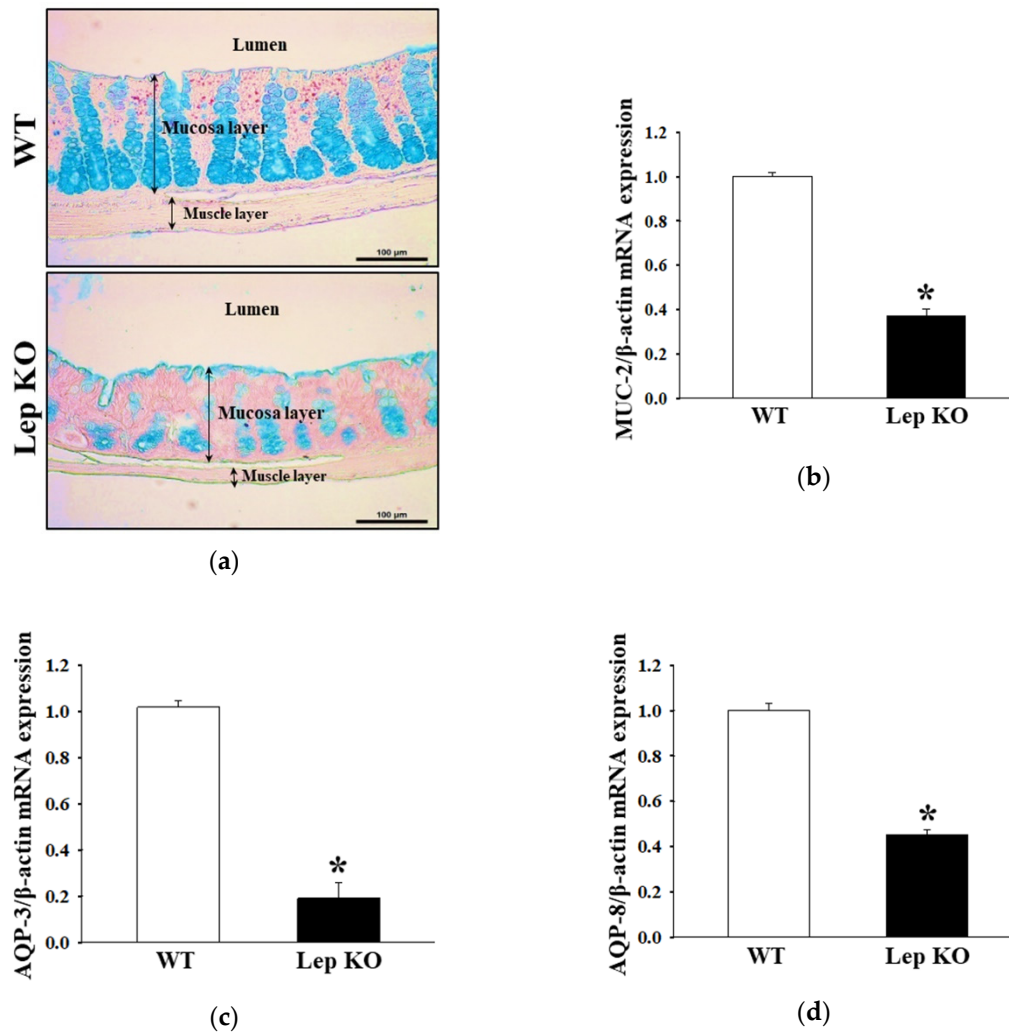 WT
Lumen
Mucosa layer
Muscle layer
100 µm
Lep KO
Lumen
Mucosa layer
Muscle layer
100 µm
(a)
MUC-2/β-actin mRNA expression
1.2
1.0
0.8
0.6
0.4
0.2
0.0
*
WT
Lep KO
(b)
AQP-3/β-actin mRNA expression
1.2
1.0
0.8
0.6
0.4
0.2
0.0
*
WT
Lep KO
(c)
AQP-8/β-actin mRNA expression
1.2
1.0
0.8
0.6
0.4
0.2
0.0
*
WT
Lep KO
(d)